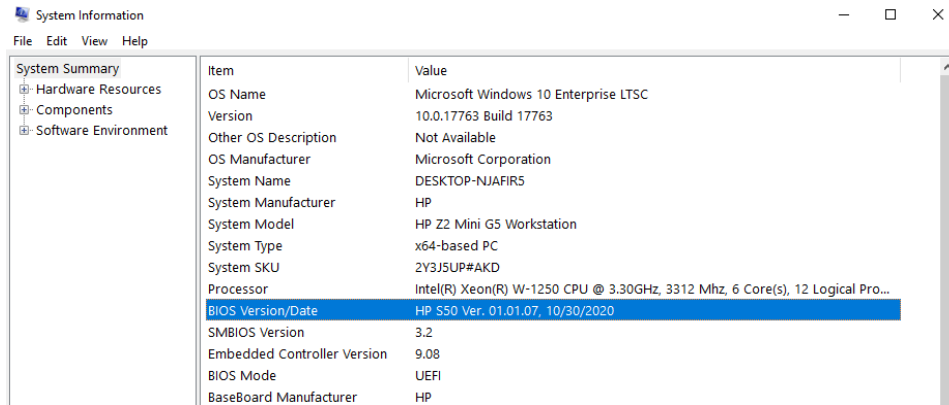 System Information
File Edit View Help
System Summary
Hardware Resources
Components
Software Environment
Item Value
OS Name Microsoft Windows 10 Enterprise LTSC
Version 10.0.17763 Build 17763
Other OS Description Not Available
OS Manufacturer Microsoft Corporation
System Name DESKTOP-NJAFIR5
System Manufacturer HP
System Model HP Z2 Mini G5 Workstation
System Type x64-based PC
System SKU 2Y3J5UP#AKD
Processor Intel(R) Xeon(R) W-1250 CPU @ 3.30GHz, 3312 Mhz, 6 Core(s), 12 Logical Pro...
BIOS Version/Date HP S50 Ver. 01.01.07, 10/30/2020
SMBIOS Version 3.2
Embedded Controller Version 9.08
BIOS Mode UEFI
BaseBoard Manufacturer HP